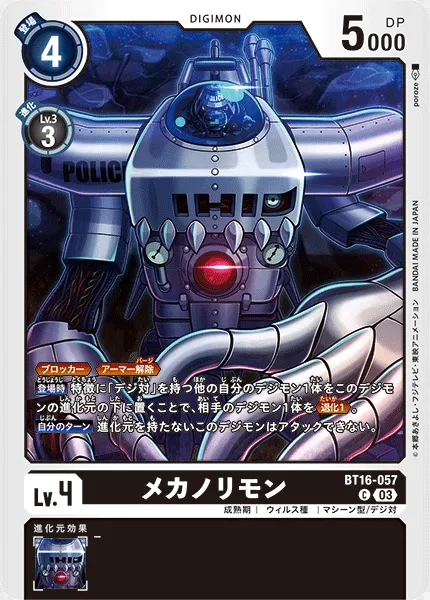 登場
4
DIGIMON
DP
5000
進化
Lv.3
3
POLICE
POLICE
poroze
©本郷あきよし・フジテレビ・東映アニメーション BANDAI MADE IN JAPAN
ブロッカー アーマー解除
登場時 特徴に「デジ対」を持つ他の自分のデジモン1体をこのデジモ
ンの進化元の下に置くことで、相手のデジモン1体を退化1。
自分のターン 進化元を持たないこのデジモンはアタックできない。
BT16-057
Lv.4
メカノリモン
C 03
成熟期 | ウィルス種 | マシーン型/デジ対
進化元効果
-